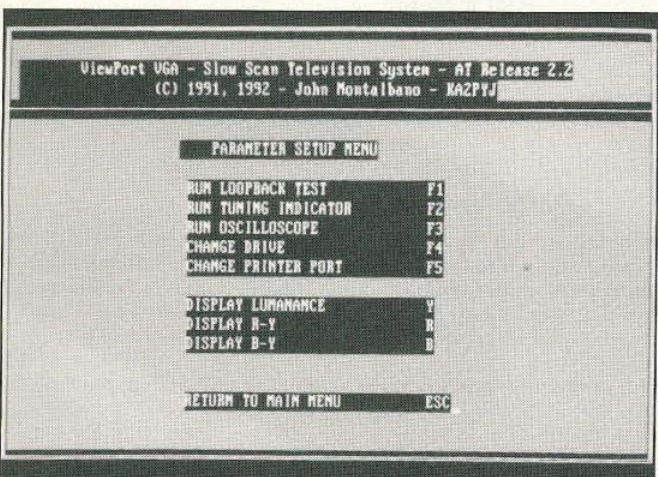 ViewPort VGA - Slow Scan Television System - AT Release 2.2
(C) 1991, 1992 - John Montalbano - KA2PYJ
PARAMETER SETUP MENU
RUN LOOPBACK TEST F1
RUN TUNING INDICATOR F2
RUN OSCILLOSCOPE F3
CHANGE DRIVE F4
CHANGE PRINTER PORT F5
DISPLAY LUMANANCE Y
DISPLAY R-Y R
DISPLAY B-Y B
RETURN TO MAIN MENU ESC